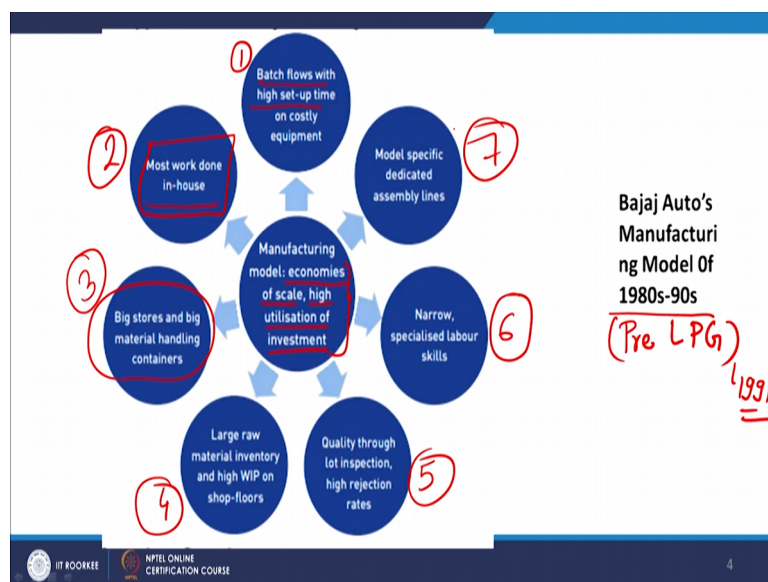 ①
Batch flows with
high set-up time
on costly
equipment
2
Most work done
in-house
3
Big stores and big
material handling
containers
4
Large raw
material inventory
and high WIP on
shop-floors
5
Quality through
lot inspection,
high rejection
rates
6
Narrow,
specialised labour
skills
7
Model specific
dedicated
assembly lines
Manufacturing
model: economies
of scale, high
utilisation of
investment
Bajaj Auto's
Manufacturi
ng Model 0f
1980s-90s
(Pre LPG)
1991
IIT ROORKEE
NPTEL ONLINE
CERTIFICATION COURSE
4